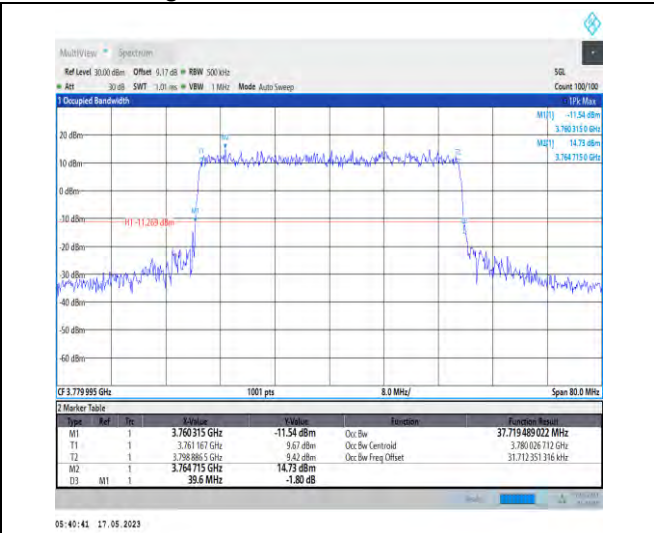 MultiView Spectrum
Ref Level 30.00 dBm Offset 9.17 dB RBW 500 kHz SGL
Att 30 dB SWT 1.01 ms VBW 1 MHz Mode Auto Sweep Count 100/100
1 Occupied Bandwidth 1Pk Max
M1[1] -11.54 dBm
3.760 315 0 GHz
M2[1] 14.73 dBm
3.764 715 0 GHz
20 dBm
M2
T1 T2
10 dBm
0 dBm
M1
-10 dBm
H1 -11.269 dBm
-20 dBm
-30 dBm
-40 dBm
-50 dBm
-60 dBm
CF 3.779 995 GHz 1001 pts 8.0 MHz/ Span 80.0 MHz
2 Marker Table
Type Ref Trc X-Value Y-Value Function Function Result
M1 1 3.760 315 GHz -11.54 dBm Occ Bw 37.719 489 022 MHz
T1 1 3.761 167 GHz 9.67 dBm Occ Bw Centroid 3.780 026 712 GHz
T2 1 3.798 886 5 GHz 9.42 dBm Occ Bw Freq Offset 31.712 351 316 kHz
M2 1 3.764 715 GHz 14.73 dBm
D3 M1 1 39.6 MHz -1.80 dB
Ready
05:40:41 17.05.2023